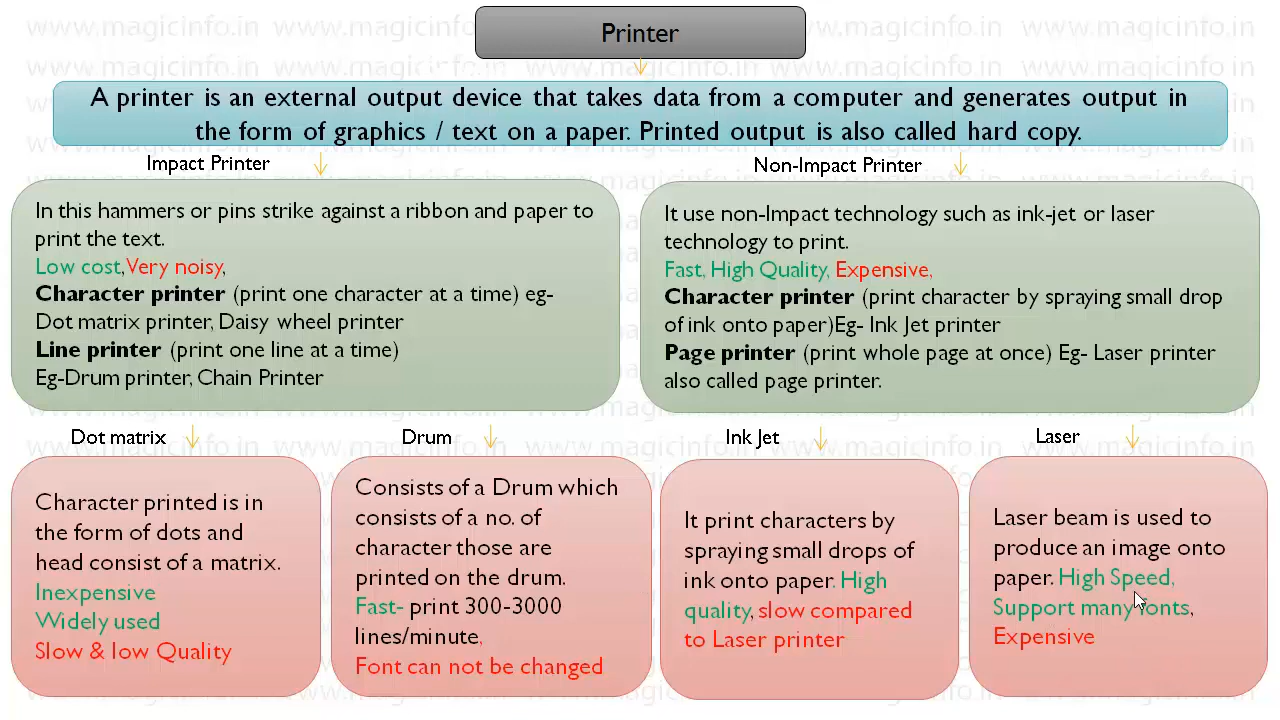 Printer
A printer is an external output device that takes data from a computer and generates output in
the form of graphics / text on a paper. Printed output is also called hard copy.
Impact Printer
In this hammers or pins strike against a ribbon and paper to
print the text.
Low cost,Very noisy,
Character printer (print one character at a time) eg-
Dot matrix printer, Daisy wheel printer
Line printer (print one line at a time)
Eg-Drum printer, Chain Printer
Non-Impact Printer
It use non-Impact technology such as ink-jet or laser
technology to print.
Fast, High Quality, Expensive,
Character printer (print character by spraying small drop
of ink onto paper)Eg- Ink Jet printer
Page printer (print whole page at once) Eg- Laser printer
also called page printer.
Dot matrix
Character printed is in
the form of dots and
head consist of a matrix.
Inexpensive
Widely used
Slow & low Quality
Drum
Consists of a Drum which
consists of a no. of
character those are
printed on the drum.
Fast- print 300-3000
lines/minute,
Font can not be changed
Ink Jet
It print characters by
spraying small drops of
ink onto paper. High
quality, slow compared
to Laser printer
Laser
Laser beam is used to
produce an image onto
paper. High Speed,
Support many fonts,
Expensive
www.magicinfo.in